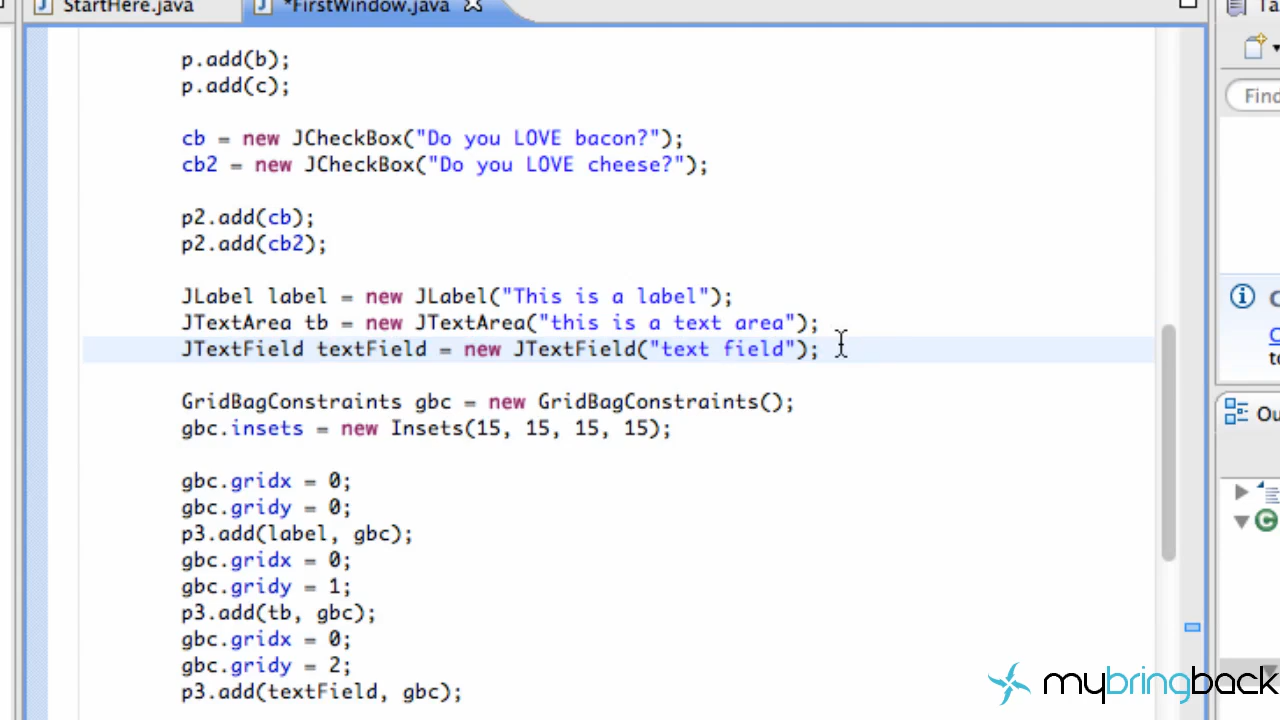 StartHere.java
*FirstWindow.java
Ta
p.add(b);
p.add(c);
Find
cb = new JCheckBox("Do you LOVE bacon?");
cb2 = new JCheckBox("Do you LOVE cheese?");
p2.add(cb);
p2.add(cb2);
JLabel label = new JLabel("This is a label");
JTextArea tb = new JTextArea("this is a text area");
JTextField textField = new JTextField("text field");
GridBagConstraints gbc = new GridBagConstraints();
gbc.insets = new Insets(15, 15, 15, 15);
Ou
gbc.gridx = 0;
gbc.gridy = 0;
p3.add(label, gbc);
gbc.gridx = 0;
gbc.gridy = 1;
p3.add(tb, gbc);
gbc.gridx = 0;
gbc.gridy = 2;
p3.add(textField, gbc);
mybringback